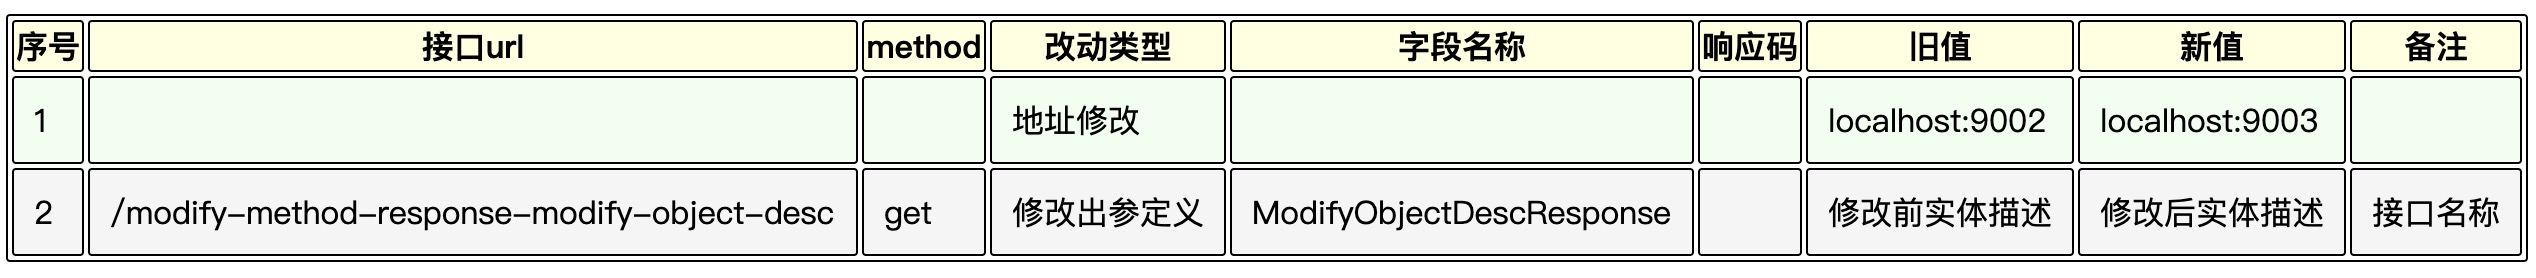 序号 接口url method 改动类型 字段名称 响应码 旧值 新值 备注
1 地址修改 localhost:9002 localhost:9003
2 /modify-method-response-modify-object-desc get 修改出参定义 ModifyObjectDescResponse 修改前实体描述 修改后实体描述 接口名称